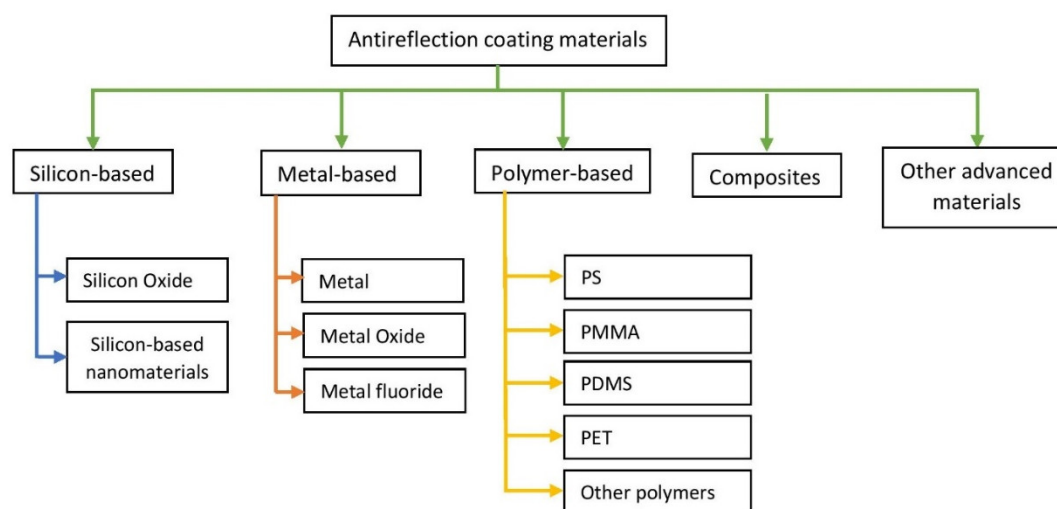 Antireflection coating materials
Silicon-based
Metal-based
Polymer-based
Composites
Other advanced
materials
Silicon Oxide
Silicon-based
nanomaterials
Metal
Metal Oxide
Metal fluoride
PS
PMMA
PDMS
PET
Other polymers